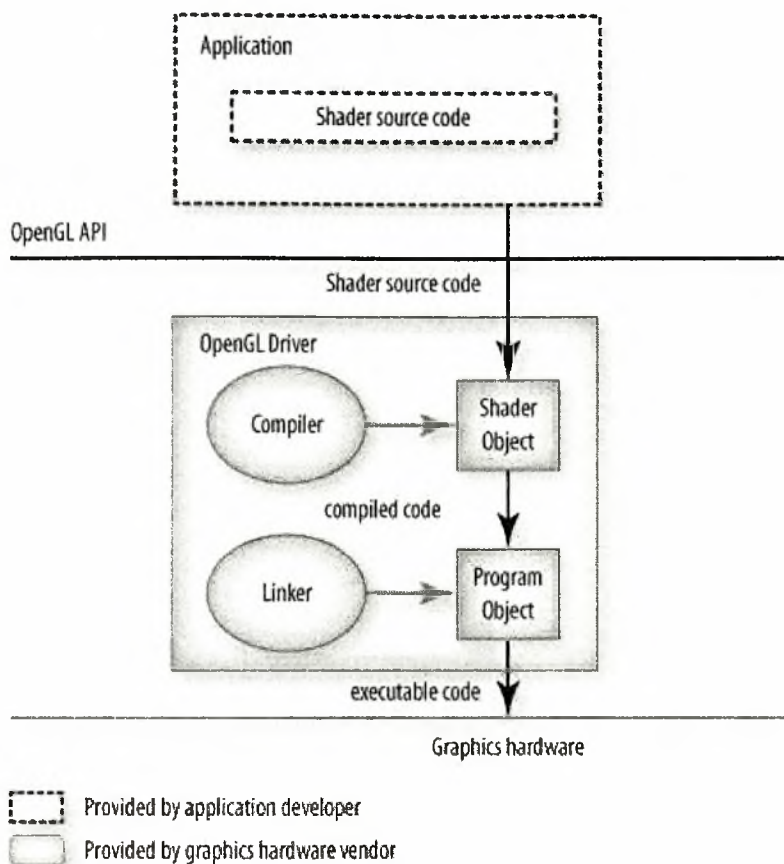 Application
Shader source code
OpenGL API
Shader source code
OpenGL Driver
Compiler
Shader
Object
compiled code
Linker
Program
Object
executable code
Graphics hardware
Provided by application developer
Provided by graphics hardware vendor